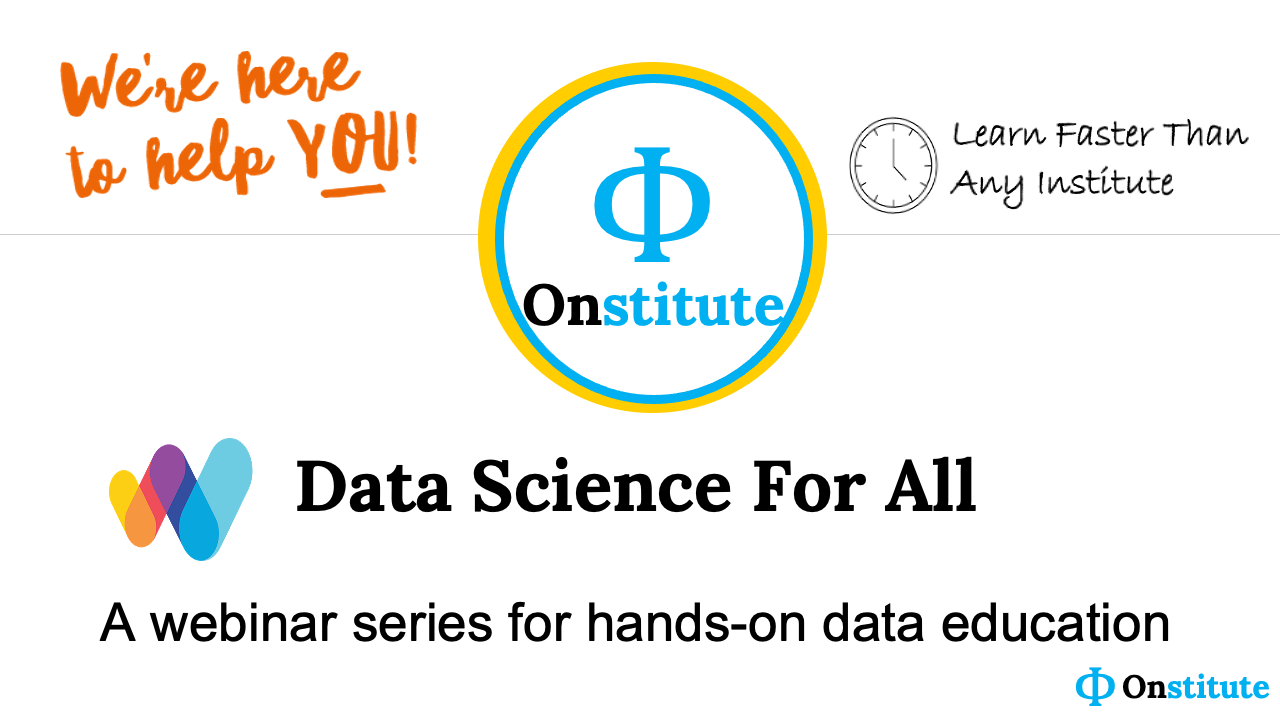 We're here
to help YOU!
Learn Faster Than
Any Institute
Φ
Onstitute
Data Science For All
A webinar series for hands-on data education
Φ Onstitute